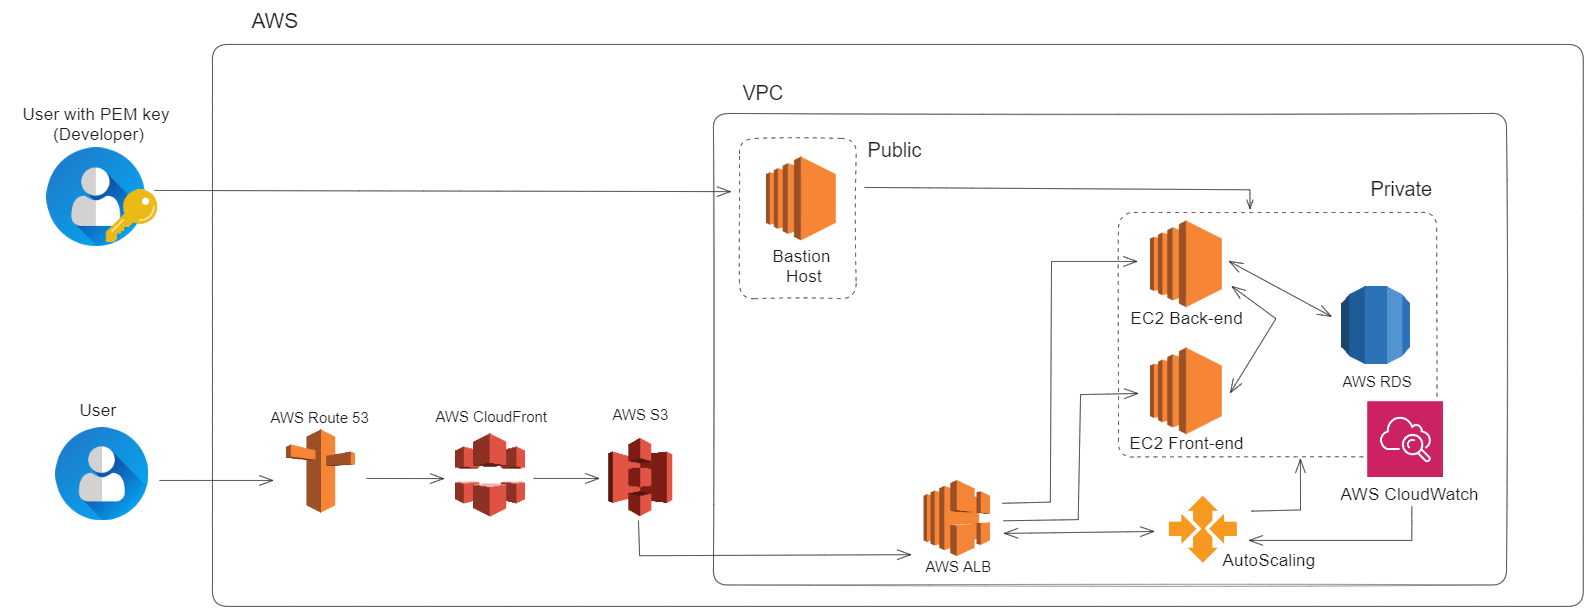 AWS
VPC
User with PEM key
(Developer)
Public
Private
Bastion
Host
EC2 Back-end
AWS RDS
User
AWS Route 53
AWS CloudFront
AWS S3
EC2 Front-end
AWS CloudWatch
AWS ALB
AutoScaling